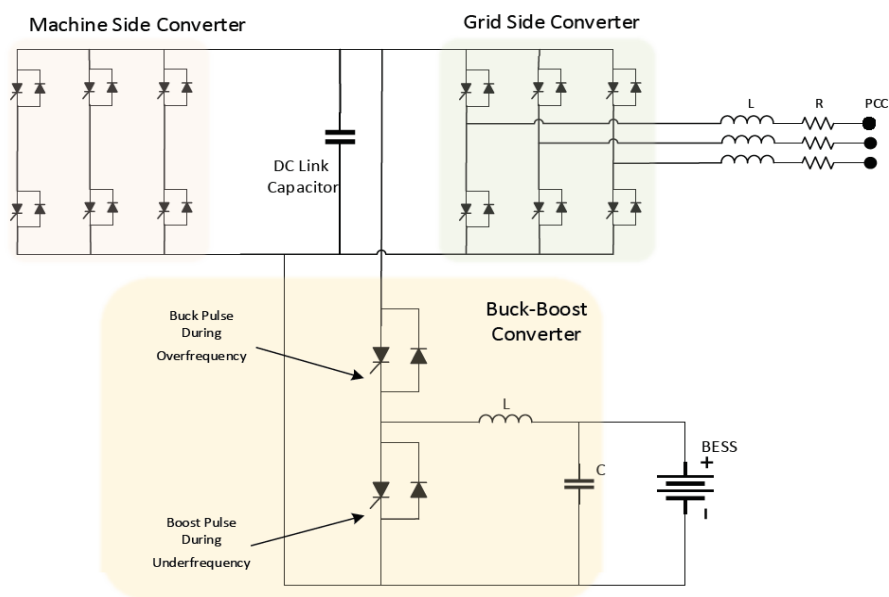 Machine Side Converter
Grid Side Converter
L
R
PCC
DC Link
Capacitor
Buck Pulse
During
Overfrequency
Buck-Boost
Converter
L
BESS
+
C
Boost Pulse
During
Underfrequency